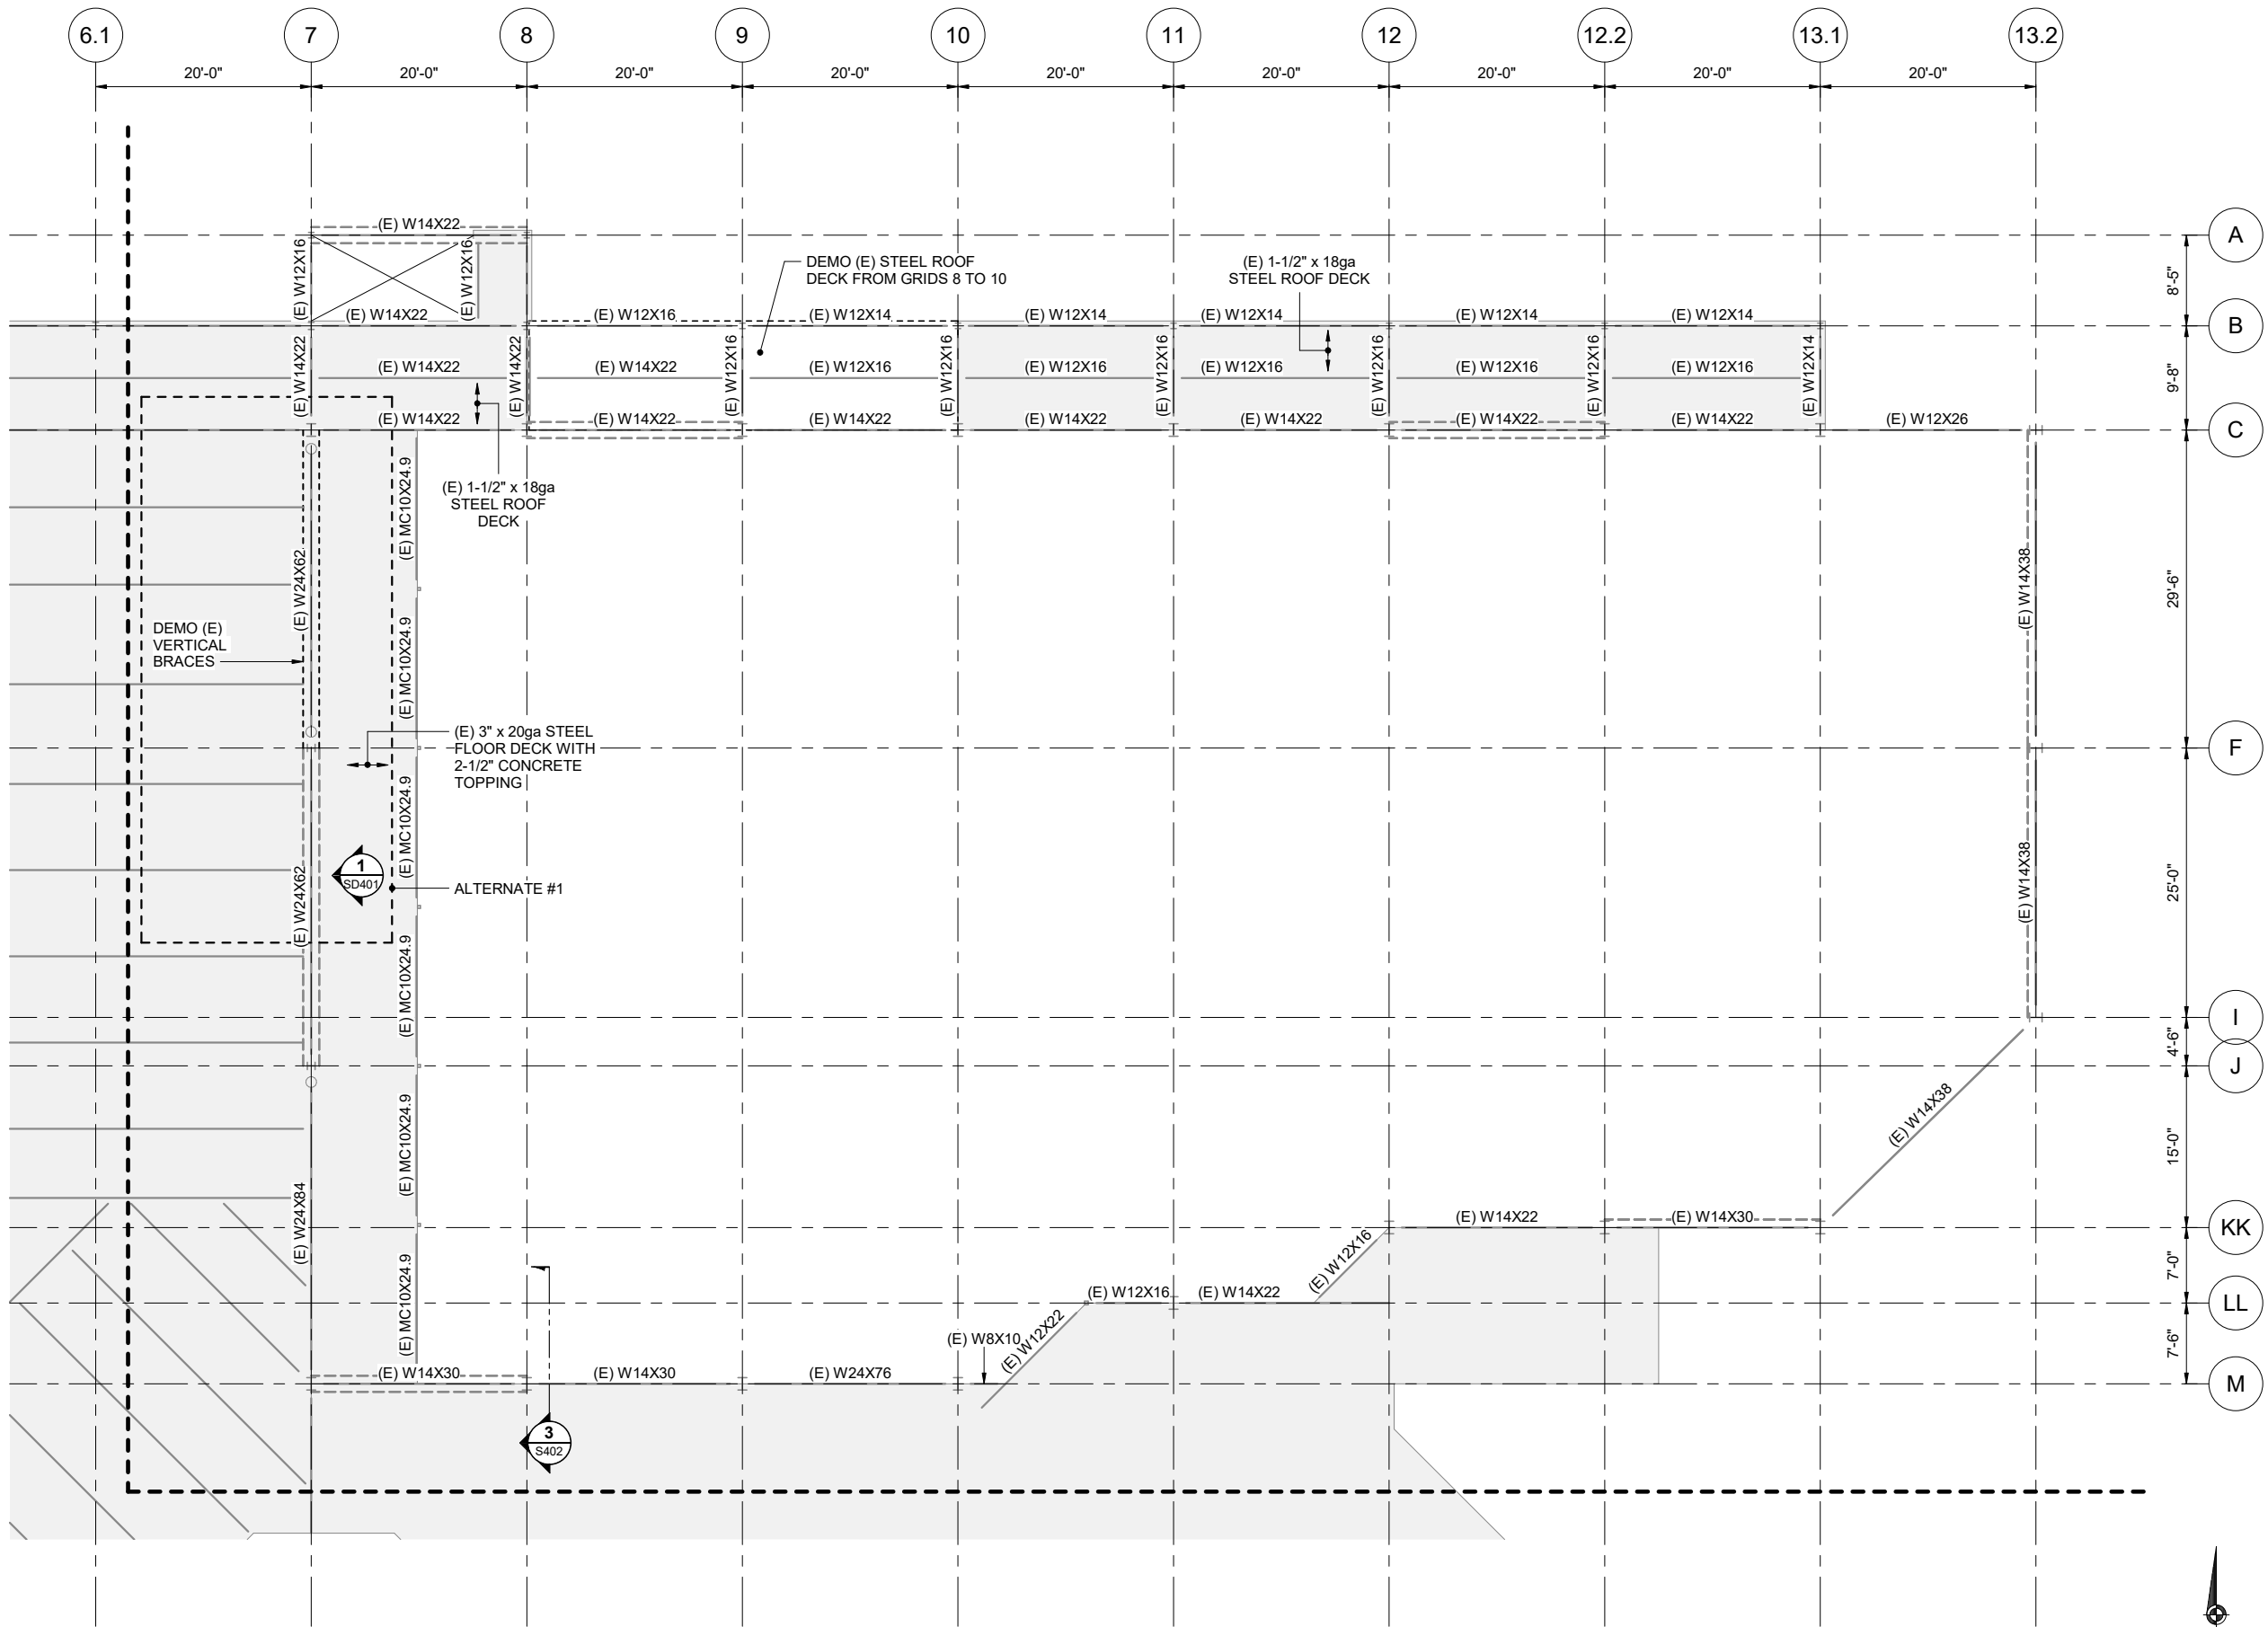 6.1 7 8 9 10 11 12 12.2 13.1 13.2
20'-0" 20'-0" 20'-0" 20'-0" 20'-0" 20'-0" 20'-0" 20'-0" 20'-0"
(E) W14X22
A
(E) W12X16
(E) W12X16
DEMO (E) STEEL ROOF
DECK FROM GRIDS 8 TO 10
(E) 1-1/2" x 18ga
STEEL ROOF DECK
8'-5"
(E) W14X22 (E) W12X16 (E) W12X14 (E) W12X14 (E) W12X14 (E) W12X14 (E) W12X14
B
(E) W14X22
(E) W14X22
(E) W12X16
(E) W12X16
(E) W12X16
(E) W12X16
(E) W12X16
(E) W12X14
(E) W14X22 (E) W14X22 (E) W12X16 (E) W12X16 (E) W12X16 (E) W12X16 (E) W12X16
9'-8"
(E) W14X22 (E) W14X22 (E) W14X22 (E) W14X22 (E) W14X22 (E) W14X22 (E) W14X22 (E) W12X26
C
(E) MC10X24.9
(E) 1-1/2" x 18ga
STEEL ROOF
DECK
(E) W24X62
(E) W14X38
29'-6"
DEMO (E)
VERTICAL
BRACES
(E) MC10X24.9
(E) 3" x 20ga STEEL
FLOOR DECK WITH
2-1/2" CONCRETE
TOPPING
F
(E) MC10X24.9
1
SD401
ALTERNATE #1
(E) W24X62
(E) W14X38
25'-0"
(E) MC10X24.9
I
4'-6"
J
(E) MC10X24.9
(E) W14X38
15'-0"
(E) W24X84
(E) W14X22 (E) W14X30
KK
(E) W12X16
7'-0"
(E) MC10X24.9
(E) W12X16 (E) W14X22
LL
(E) W8X10
(E) W12X22
7'-6"
(E) W14X30 (E) W14X30 (E) W24X76
M
3
S402